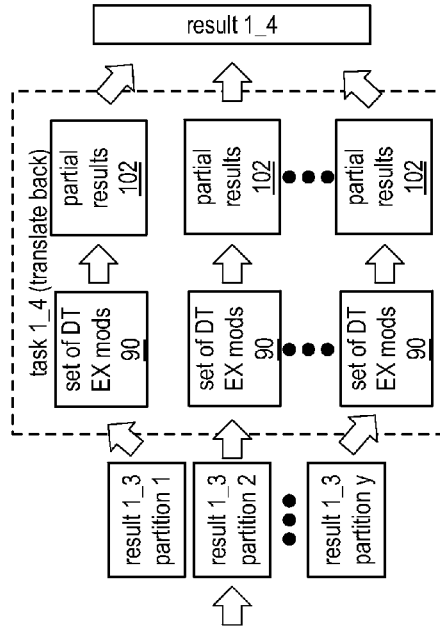 result 1_4
task 1_4 (translate back)
partial
results
102
partial
results
102
partial
results
102
set of DT
EX mods
90
set of DT
EX mods
90
set of DT
EX mods
90
result 1_3
partition 1
result 1_3
partition 2
result 1_3
partition y